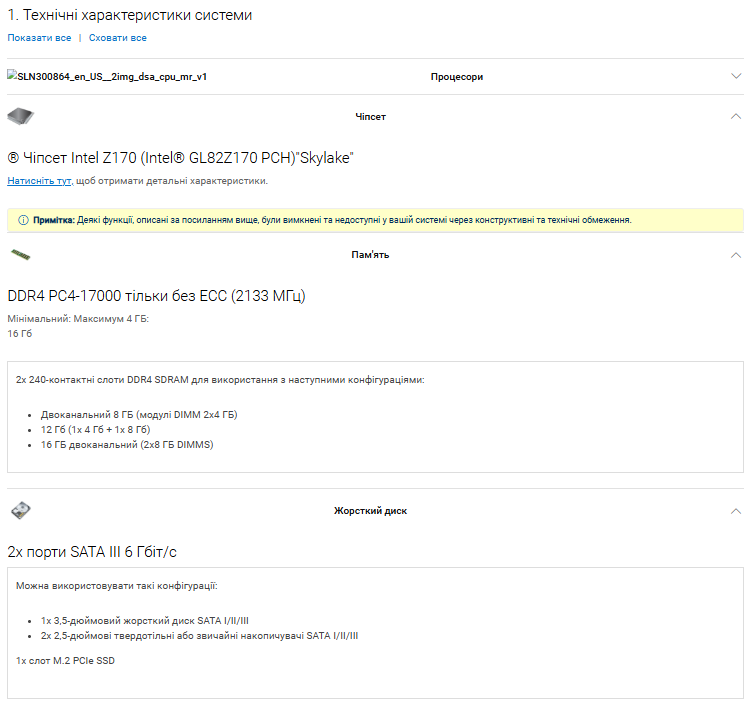 1. Технічні характеристики системи
Показати все | Сховати все
SLN300864_en_US__2img_dsa_cpu_mr_v1
Процесори
Чіпсет
® Чіпсет Intel Z170 (Intel® GL82Z170 PCH)"Skylake"
Натисніть тут, щоб отримати детальні характеристики.
Примітка: Деякі функції, описані за посиланням вище, були вимкнені та недоступні у вашій системі через конструктивні та технічні обмеження.
Пам'ять
DDR4 PC4-17000 тільки без ECC (2133 МГц)
Мінімальний: Максимум 4 ГБ:
16 Гб
2x 240-контактні слоти DDR4 SDRAM для використання з наступними конфігураціями:
• Двоканальний 8 ГБ (модулі DIMM 2x4 ГБ)
• 12 Гб (1x 4 Гб + 1x 8 Гб)
• 16 ГБ двоканальний (2x8 ГБ DIMMS)
Жорсткий диск
2x порти SATA III 6 Гбіт/с
Можна використовувати такі конфігурації:
• 1x 3,5-дюймовий жорсткий диск SATA I/II/III
• 2x 2,5-дюймові твердотільні або звичайні накопичувачі SATA I/II/III
1x слот M.2 PCIe SSD